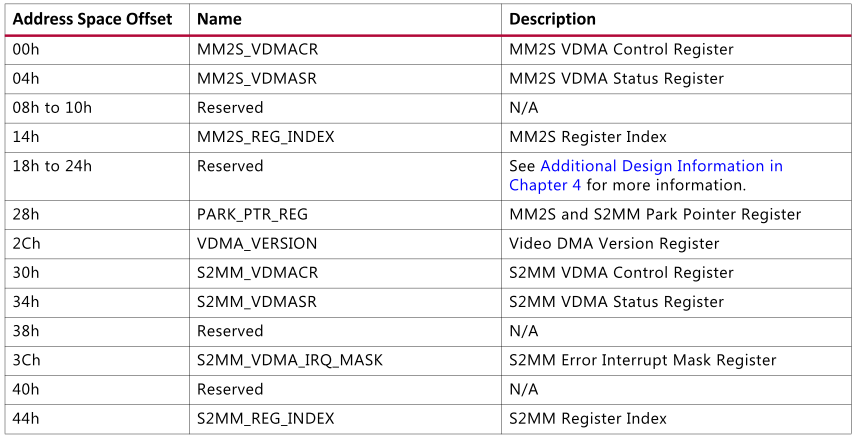 Address Space Offset Name Description
00h MM2S_VDMACR MM2S VDMA Control Register
04h MM2S_VDMASR MM2S VDMA Status Register
08h to 10h Reserved N/A
14h MM2S_REG_INDEX MM2S Register Index
18h to 24h Reserved See Additional Design Information in
Chapter 4 for more information.
28h PARK_PTR_REG MM2S and S2MM Park Pointer Register
2Ch VDMA_VERSION Video DMA Version Register
30h S2MM_VDMACR S2MM VDMA Control Register
34h S2MM_VDMASR S2MM VDMA Status Register
38h Reserved N/A
3Ch S2MM_VDMA_IRQ_MASK S2MM Error Interrupt Mask Register
40h Reserved N/A
44h S2MM_REG_INDEX S2MM Register Index